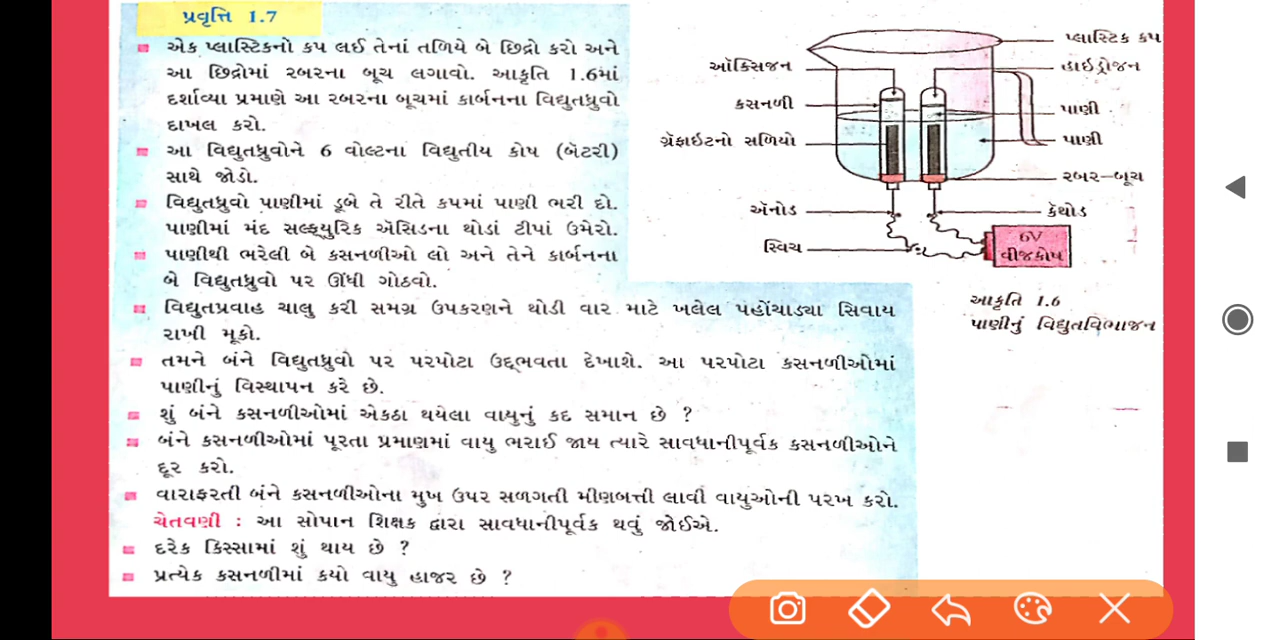 પ્રવૃત્તિ 1.7
એક પ્લાસ્ટિકનો કપ લઈ તેનાં તળિયે બે છિદ્રો કરો અને
આ છિદ્રોમાં રબરના બૂચ લગાવો. આકૃતિ 1.6માં
દર્શાવ્યા પ્રમાણે આ રબરના બૂચમાં કાર્બનના વિદ્યુતધ્રુવો
દાખલ કરો.
આ વિદ્યુતધ્રુવોને 6 વોલ્ટના વિદ્યુતીય કોષ (બૅટરી)
સાથે જોડો.
વિદ્યુતધ્રુવો પાણીમાં ડૂબે તે રીતે કપમાં પાણી ભરી દો.
પાણીમાં મંદ સલ્ફ્યુરિક ઍસિડના થોડાં ટીપાં ઉમેરો.
પાણીથી ભરેલી બે કસનળીઓ લો અને તેને કાર્બનના
બે વિદ્યુતધ્રુવો પર ઊંધી ગોઠવો.
વિદ્યુતપ્રવાહ ચાલુ કરી સમગ્ર ઉપકરણને થોડી વાર માટે ખલેલ પહોંચાડ્યા સિવાય
રાખી મૂકો.
તમને બંને વિદ્યુતધ્રુવો પર પરપોટા ઉદ્દ્ભવતા દેખાશે. આ પરપોટા કસનળીઓમાં
પાણીનું વિસ્થાપન કરે છે.
શું બંને કસનળીઓમાં એકઠા થયેલા વાયુનું કદ સમાન છે ?
બંને કસનળીઓમાં પૂરતા પ્રમાણમાં વાયુ ભરાઈ જાય ત્યારે સાવધાનીપૂર્વક કસનળીઓને
દૂર કરો.
વારાફરતી બંને કસનળીઓના મુખ ઉપર સળગતી મીણબત્તી લાવી વાયુઓની પરખ કરો.
ચેતવણી : આ સોપાન શિક્ષક દ્વારા સાવધાનીપૂર્વક થવું જોઈએ.
દરેક કિસ્સામાં શું થાય છે ?
પ્રત્યેક કસનળીમાં કયો વાયુ હાજર છે ?
પ્લાસ્ટિક કપ
ઑક્સિજન
હાઇડ્રોજન
કસનળી
પાણી
ગ્રૅફાઇટનો સળિયો
પાણી
રબર-બૂચ
ઍનોડ
કૅથોડ
સ્વિચ
6V
વીજકોષ
આકૃતિ 1.6
પાણીનું વિદ્યુતવિભાજન